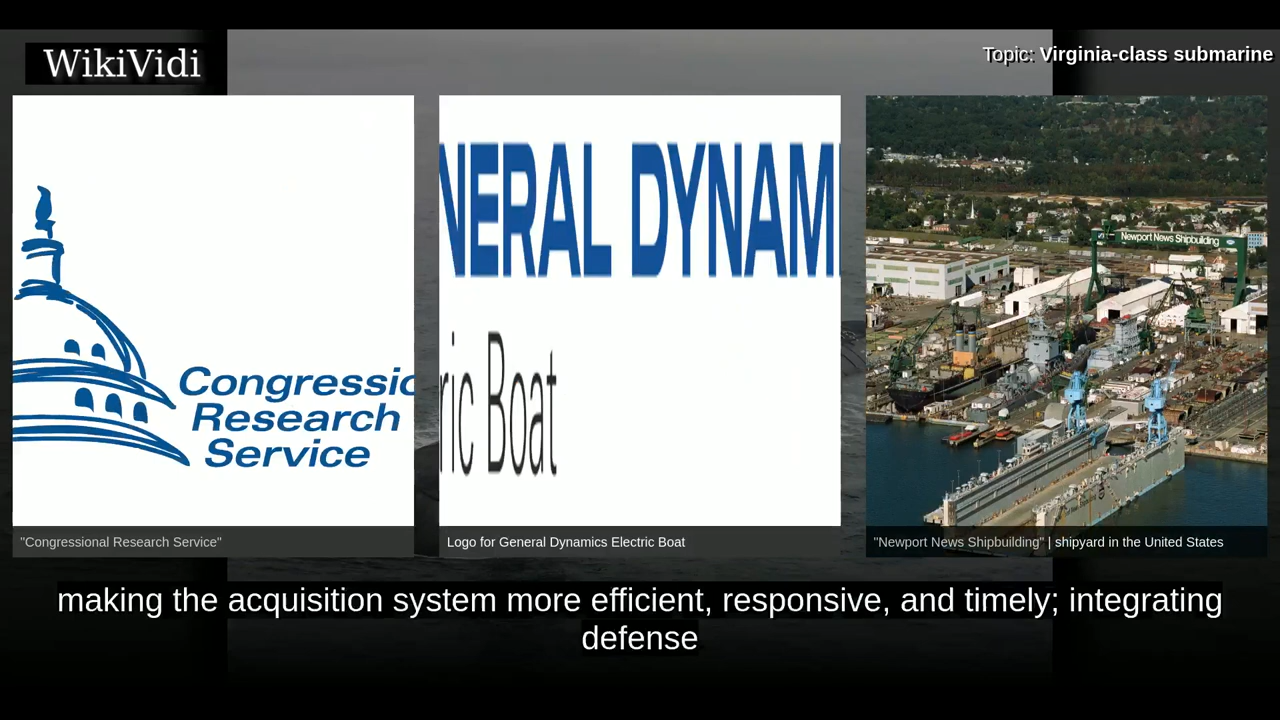 WikiVidi
Topic: Virginia-class submarine
Congressio
Research
Service
NERAL DYNAMI
ric Boat
Newport News Shipbuilding
"Congressional Research Service"
Logo for General Dynamics Electric Boat
"Newport News Shipbuilding" | shipyard in the United States
making the acquisition system more efficient, responsive, and timely; integrating
defense